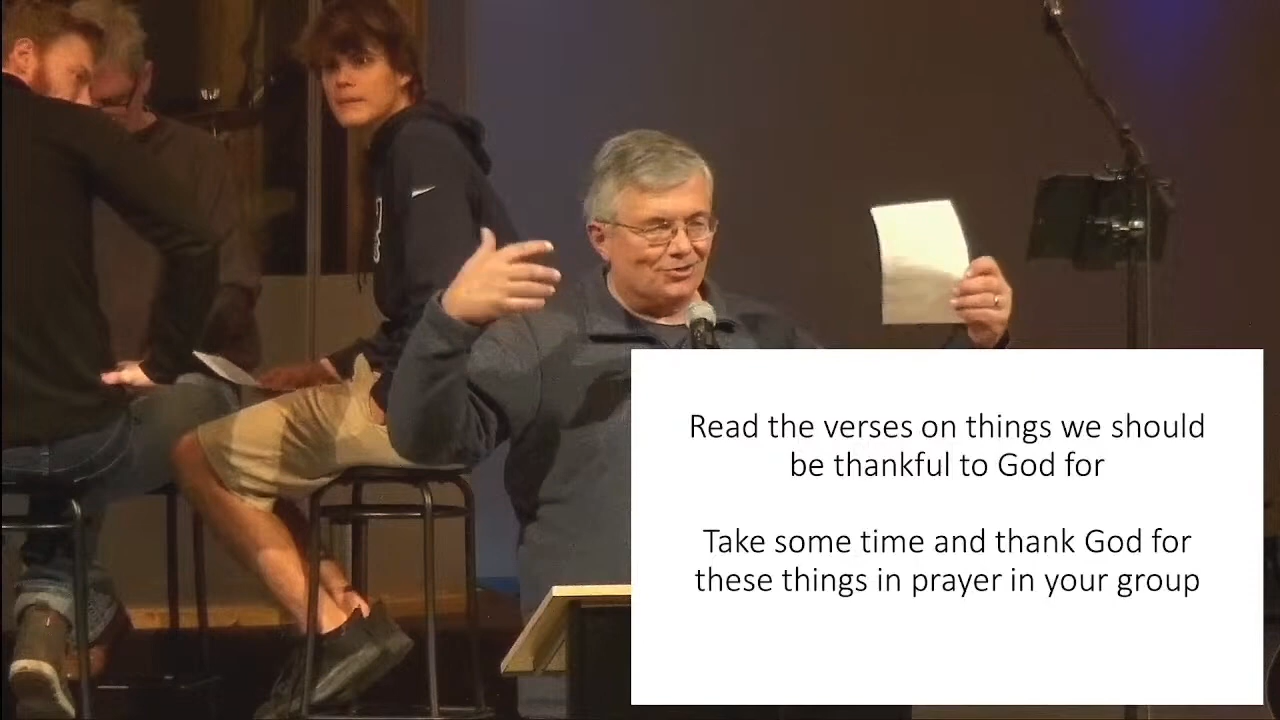 Read the verses on things we should
be thankful to God for
Take some time and thank God for
these things in prayer in your group